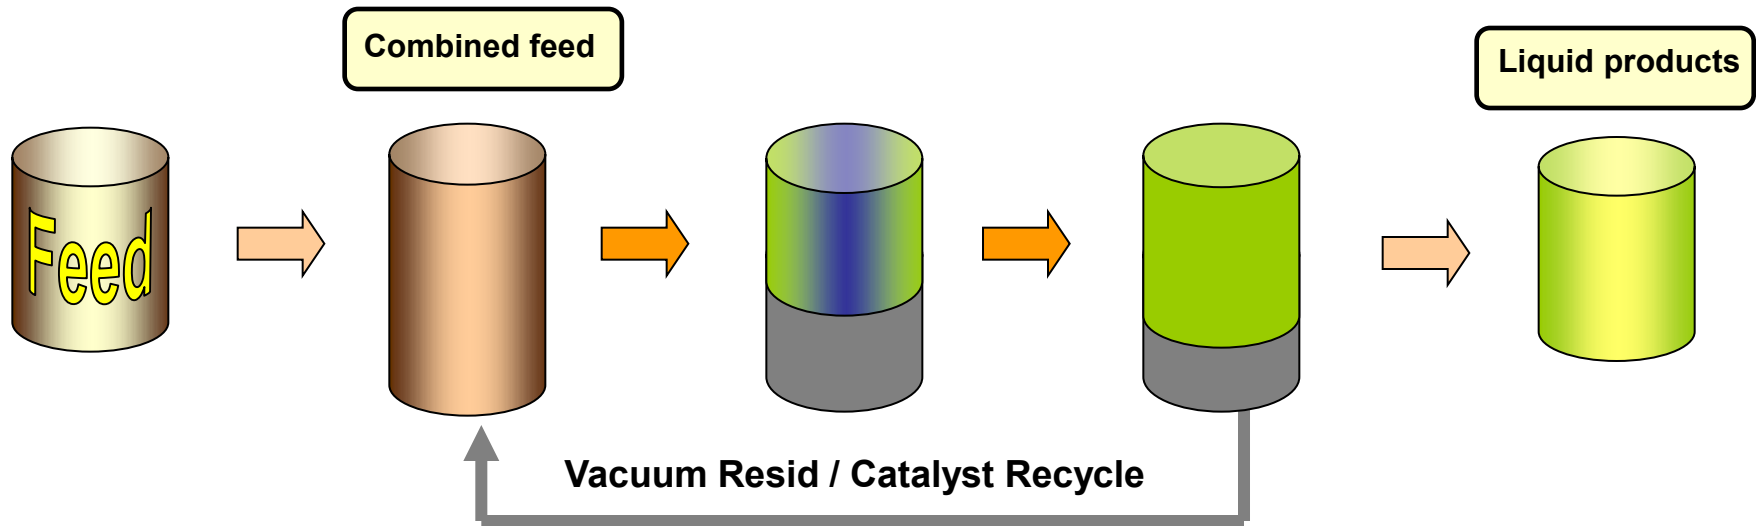 Combined feed
Liquid products
Feed
Vacuum Resid / Catalyst Recycle